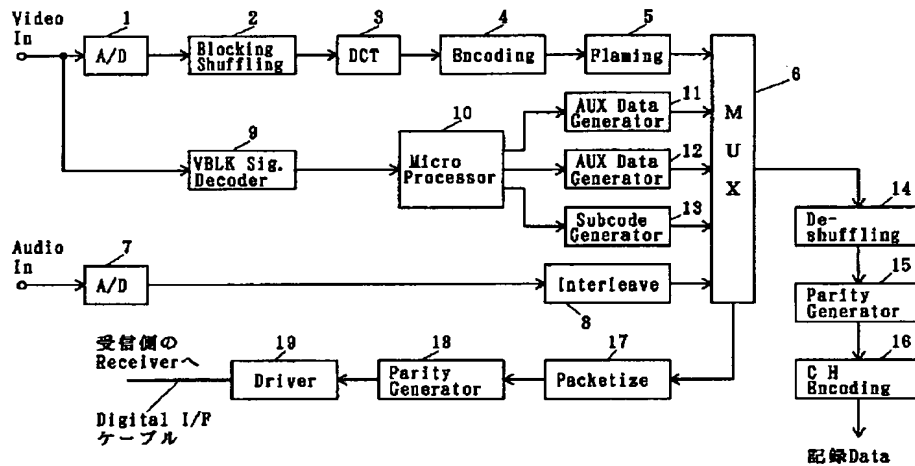 Video
In
1
A/D
2
Blocking
Shuffling
3
DCT
4
Encoding
5
Flaming
6
MUX
9
VBLK Sig.
Decoder
10
Micro
Processor
11
AUX Data
Generator
12
AUX Data
Generator
13
Subcode
Generator
Audio
In
7
A/D
Interleave
8
14
De-
shuffling
15
Parity
Generator
16
C H
Encoding
記録Data
17
Packetize
18
Parity
Generator
19
Driver
受信側の
Receiverへ
Digital I/F
ケーブル